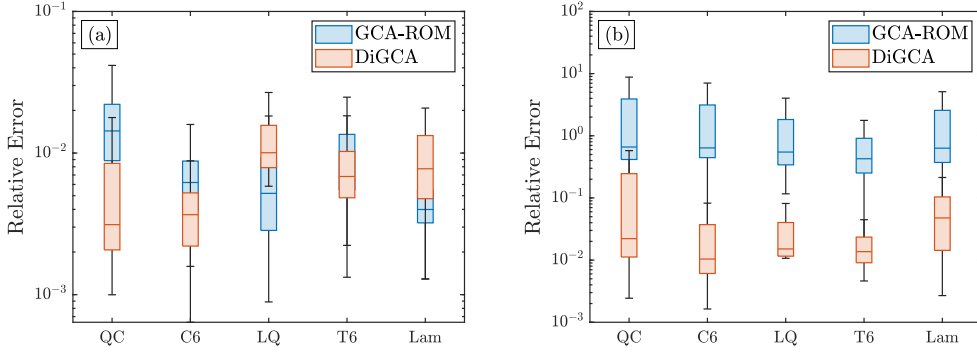 10^{-1}
(a)
GCA-ROM
DiGCA
10^{-2}
Relative Error
10^{-3}
QC C6 LQ T6 Lam
10^{2}
(b)
GCA-ROM
DiGCA
10^{1}
10^{0}
10^{-1}
Relative Error
10^{-2}
10^{-3}
QC C6 LQ T6 Lam